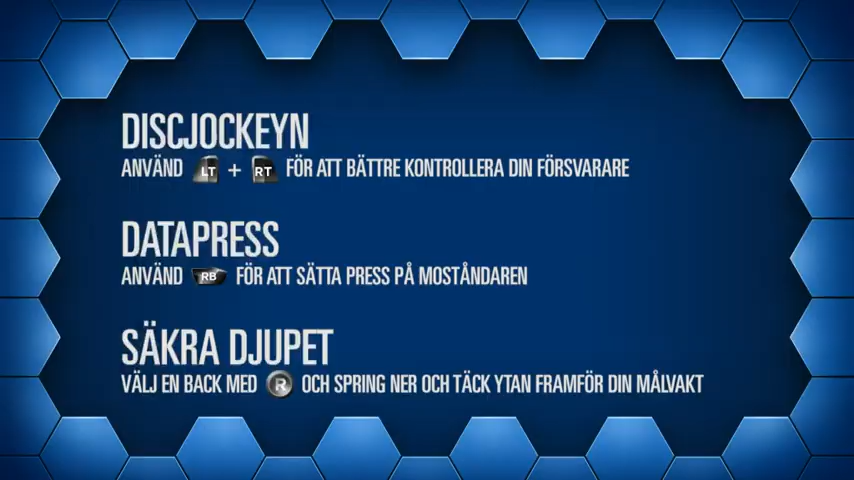 DISCJOCKEYN
ANVÄND LT + RT FÖR ATT BÄTTRE KONTROLLERA DIN FÖRSVARARE
DATAPRESS
ANVÄND RB FÖR ATT SÄTTA PRESS PÅ MOSTÅNDAREN
SÄKRA DJUPET
VÄLJ EN BACK MED R OCH SPRING NER OCH TÄCK YTAN FRAMFÖR DIN MÅLVAKT